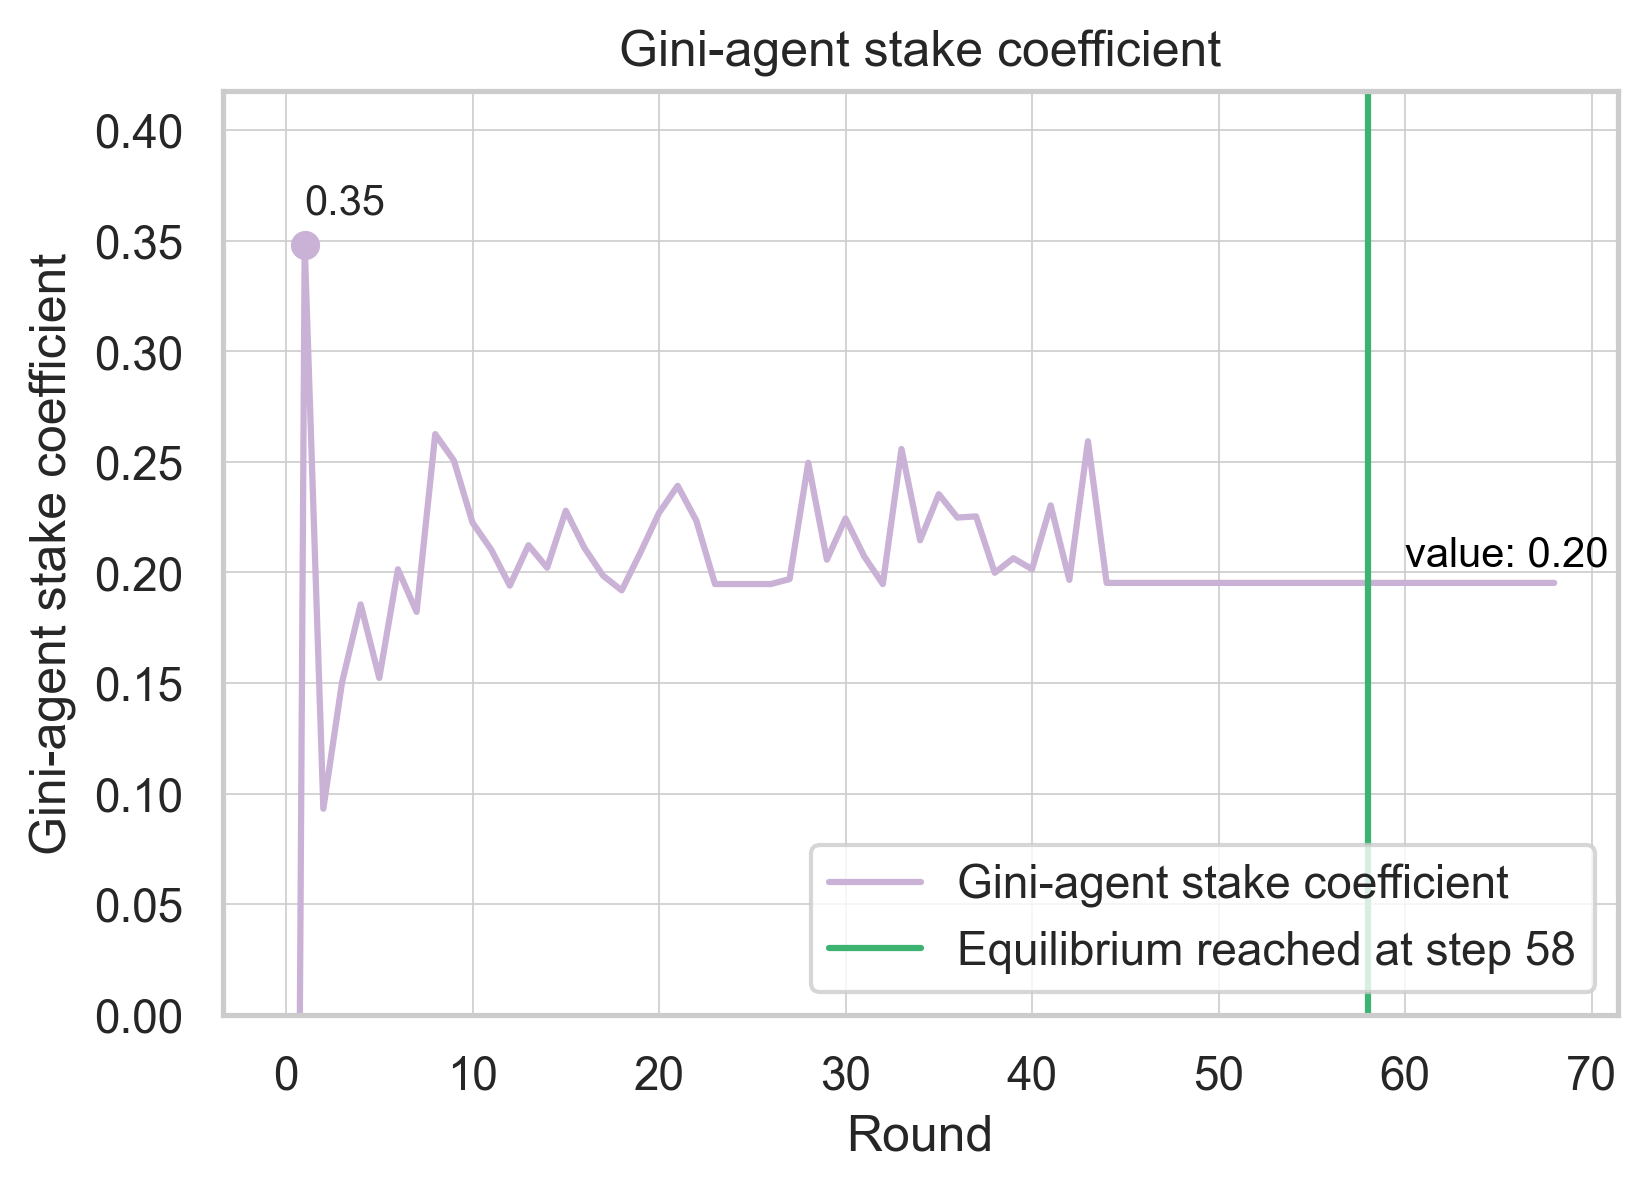 Gini-agent stake coefficient
Gini-agent stake coefficient
0.40
0.35
0.30
0.25
0.20
0.15
0.10
0.05
0.00
0.35
value: 0.20
Gini-agent stake coefficient
Equilibrium reached at step 58
0 10 20 30 40 50 60 70
Round